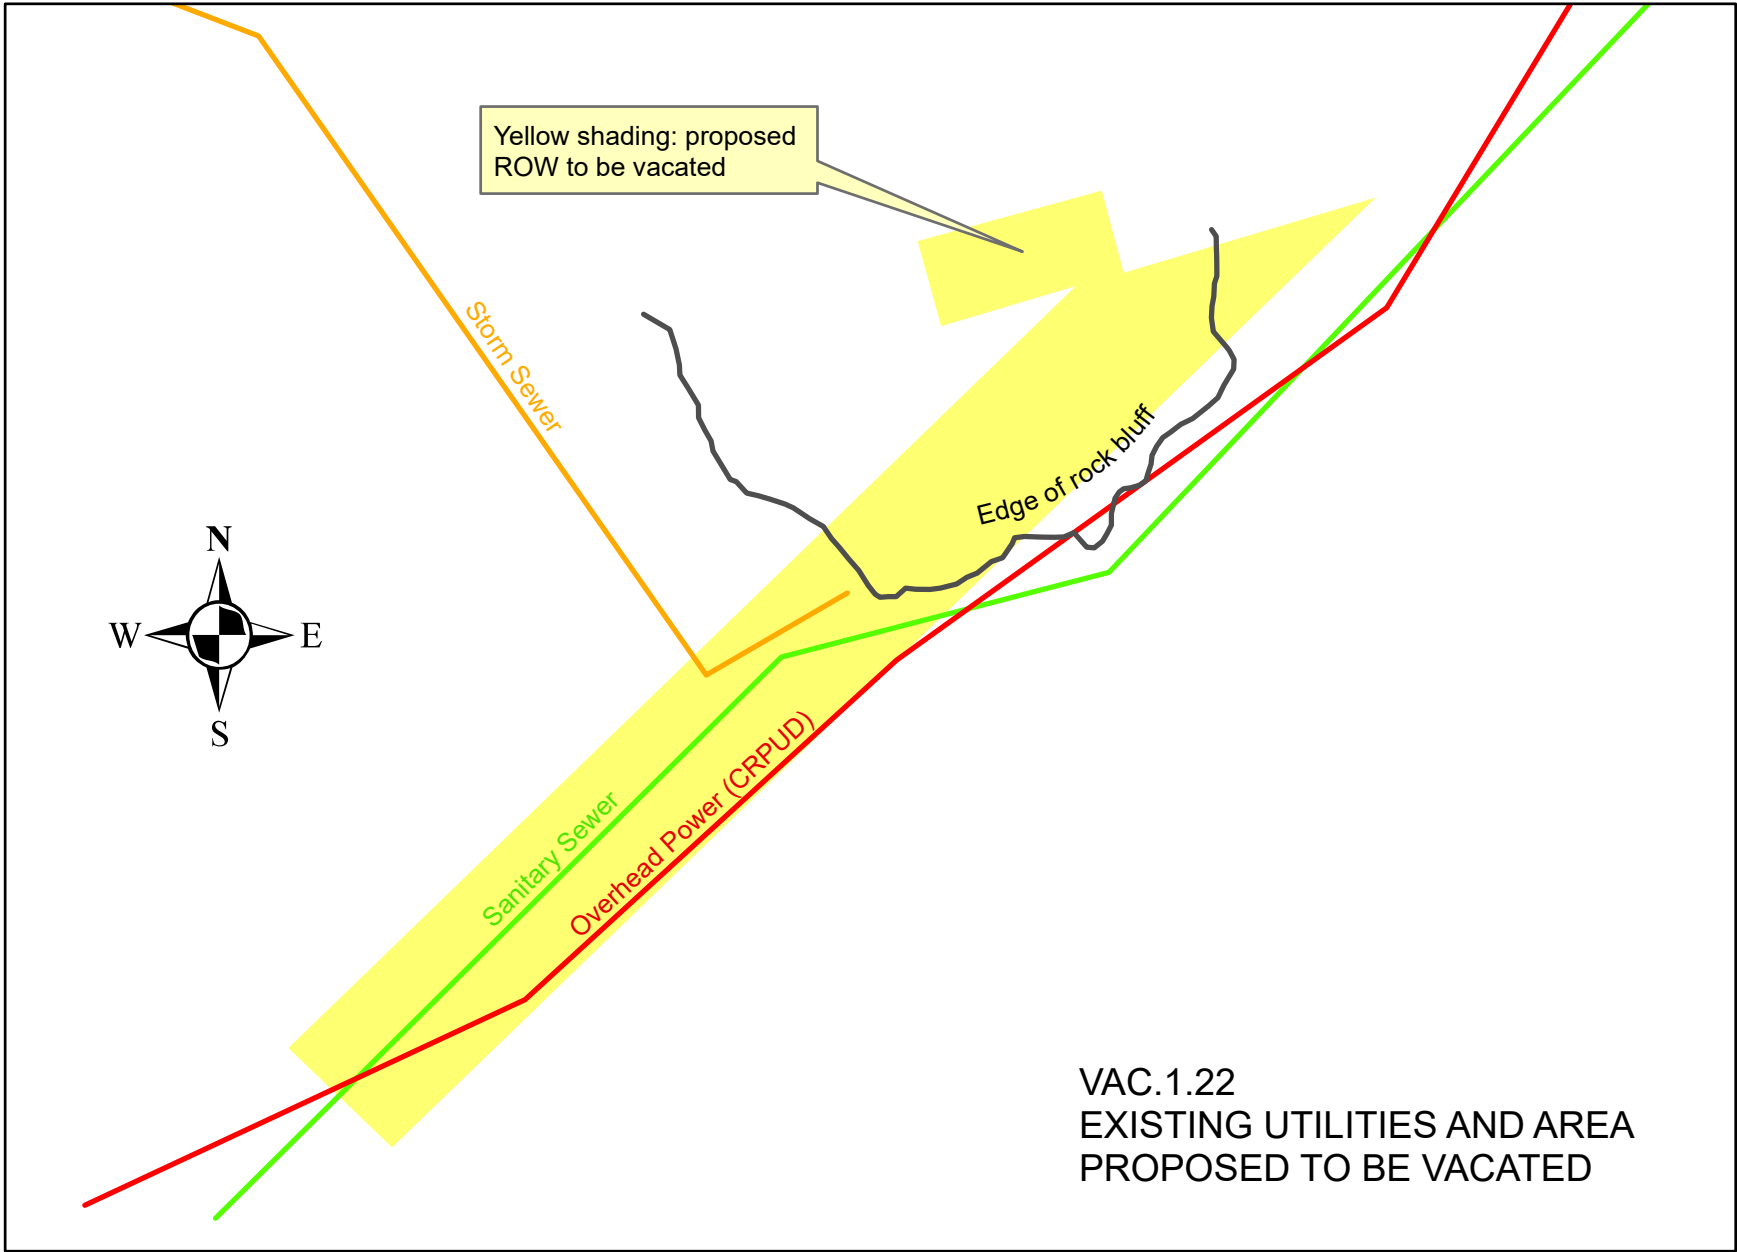 Yellow shading: proposed
ROW to be vacated
Storm Sewer
Edge of rock bluff
N
W
E
S
Sanitary Sewer
Overhead Power (CRPUD)
VAC.1.22
EXISTING UTILITIES AND AREA
PROPOSED TO BE VACATED